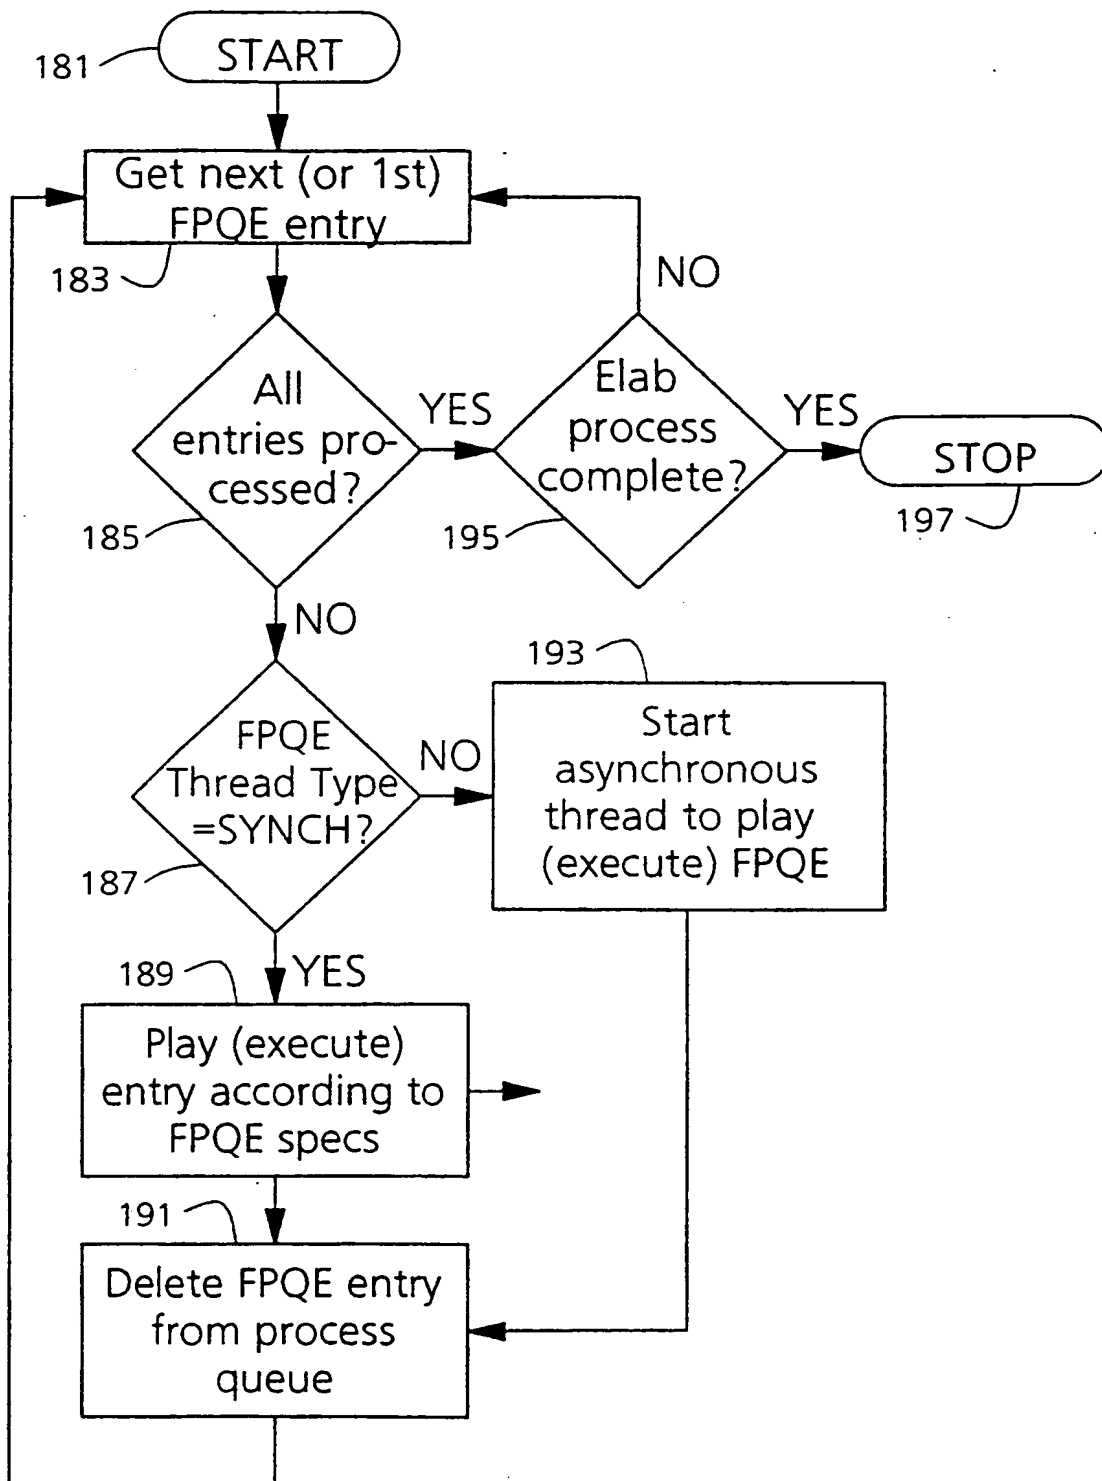 181
START
Get next (or 1st)
FPQE entry
183
NO
All
entries pro-
cessed?
185
YES
Elab
process
complete?
195
YES
STOP
197
NO
FPQE
Thread Type
=SYNCH?
187
NO
193
Start
asynchronous
thread to play
(execute) FPQE
YES
189
Play (execute)
entry according to
FPQE specs
191
Delete FPQE entry
from process
queue